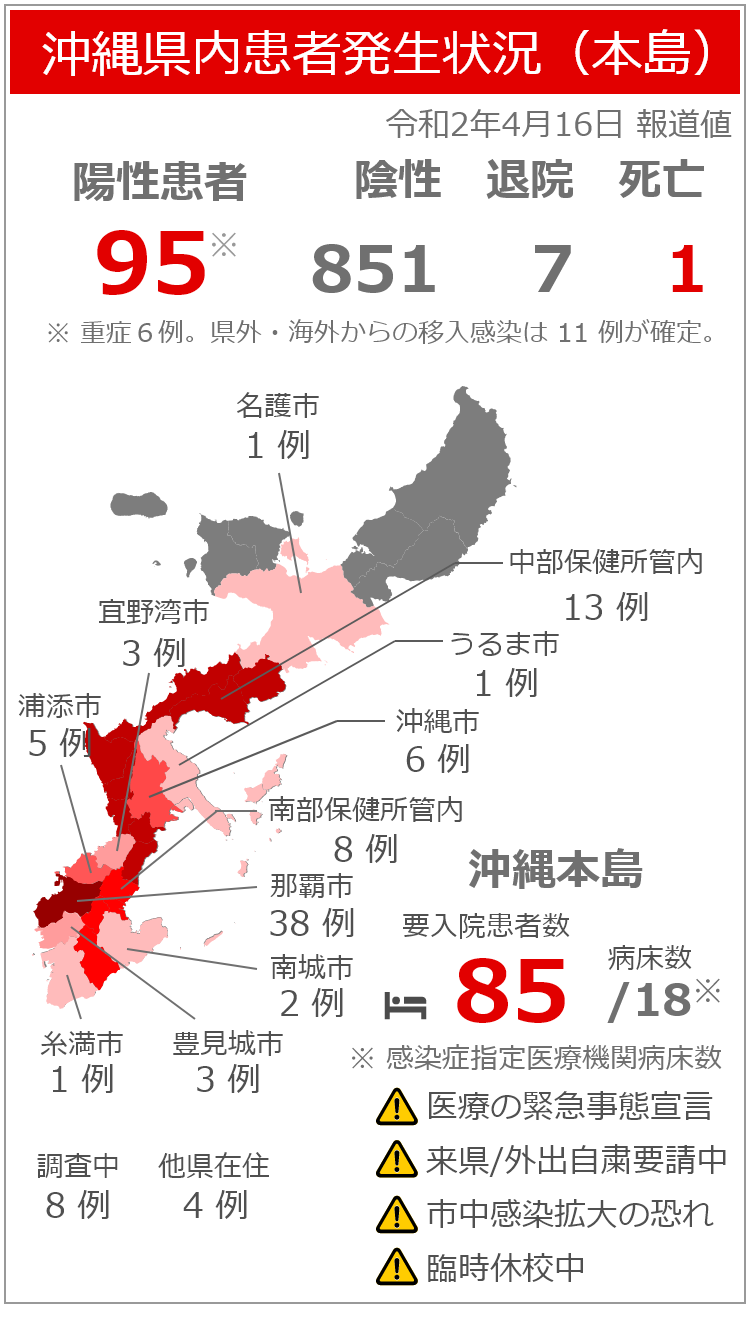 沖縄県内患者発生状況（本島）
令和2年4月16日 報道値
陽性患者 陰性 退院 死亡
95※ 851 7 1
※ 重症６例。県外・海外からの移入感染は 11 例が確定。
名護市
1 例
中部保健所管内
13 例
宜野湾市
3 例
うるま市
1 例
浦添市
5 例
沖縄市
6 例
南部保健所管内
8 例
那覇市
38 例
南城市
2 例
糸満市
1 例
豊見城市
3 例
調査中
8 例
他県在住
4 例
沖縄本島
要入院患者数
85
病床数
/18※
※ 感染症指定医療機関病床数
医療の緊急事態宣言
来県/外出自粛要請中
市中感染拡大の恐れ
臨時休校中